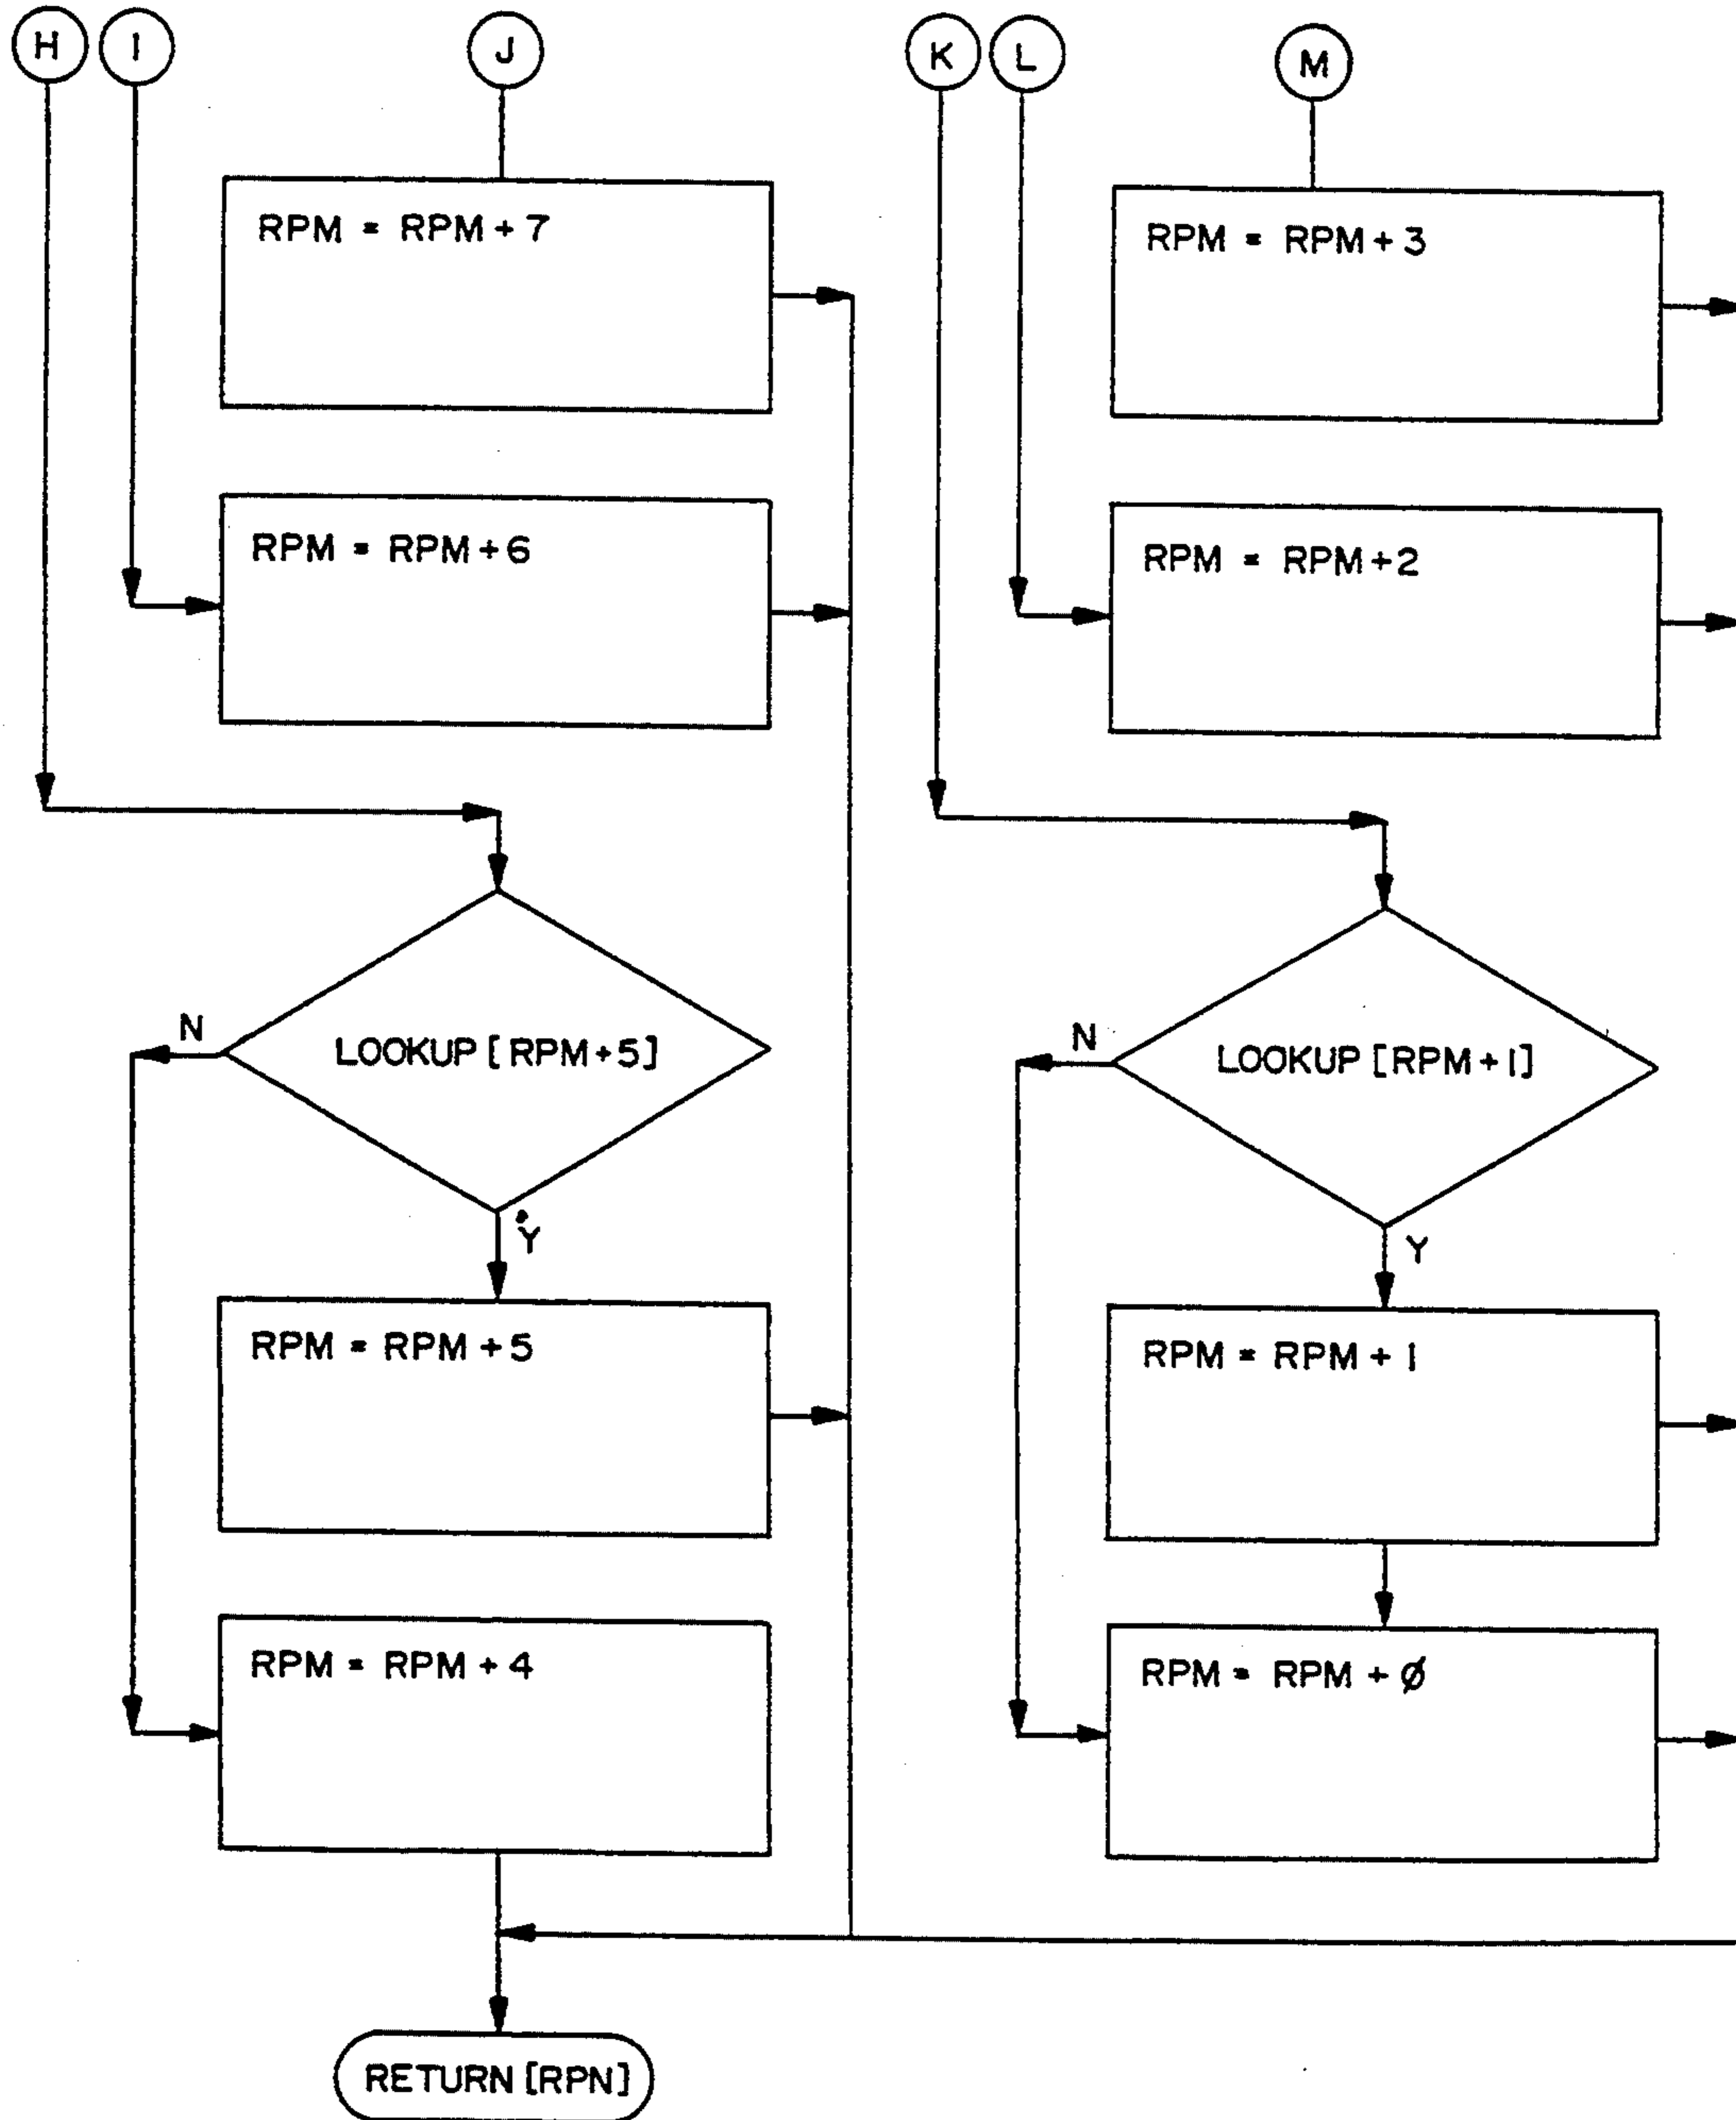 H
I
J
K
L
M
RPM = RPM + 7
RPM = RPM + 3
RPM = RPM + 6
RPM = RPM + 2
N
LOOKUP [RPM+5]
Y
N
LOOKUP [RPM+1]
Y
RPM = RPM + 5
RPM = RPM + 1
RPM = RPM + 4
RPM = RPM + Ø
RETURN [RPN]